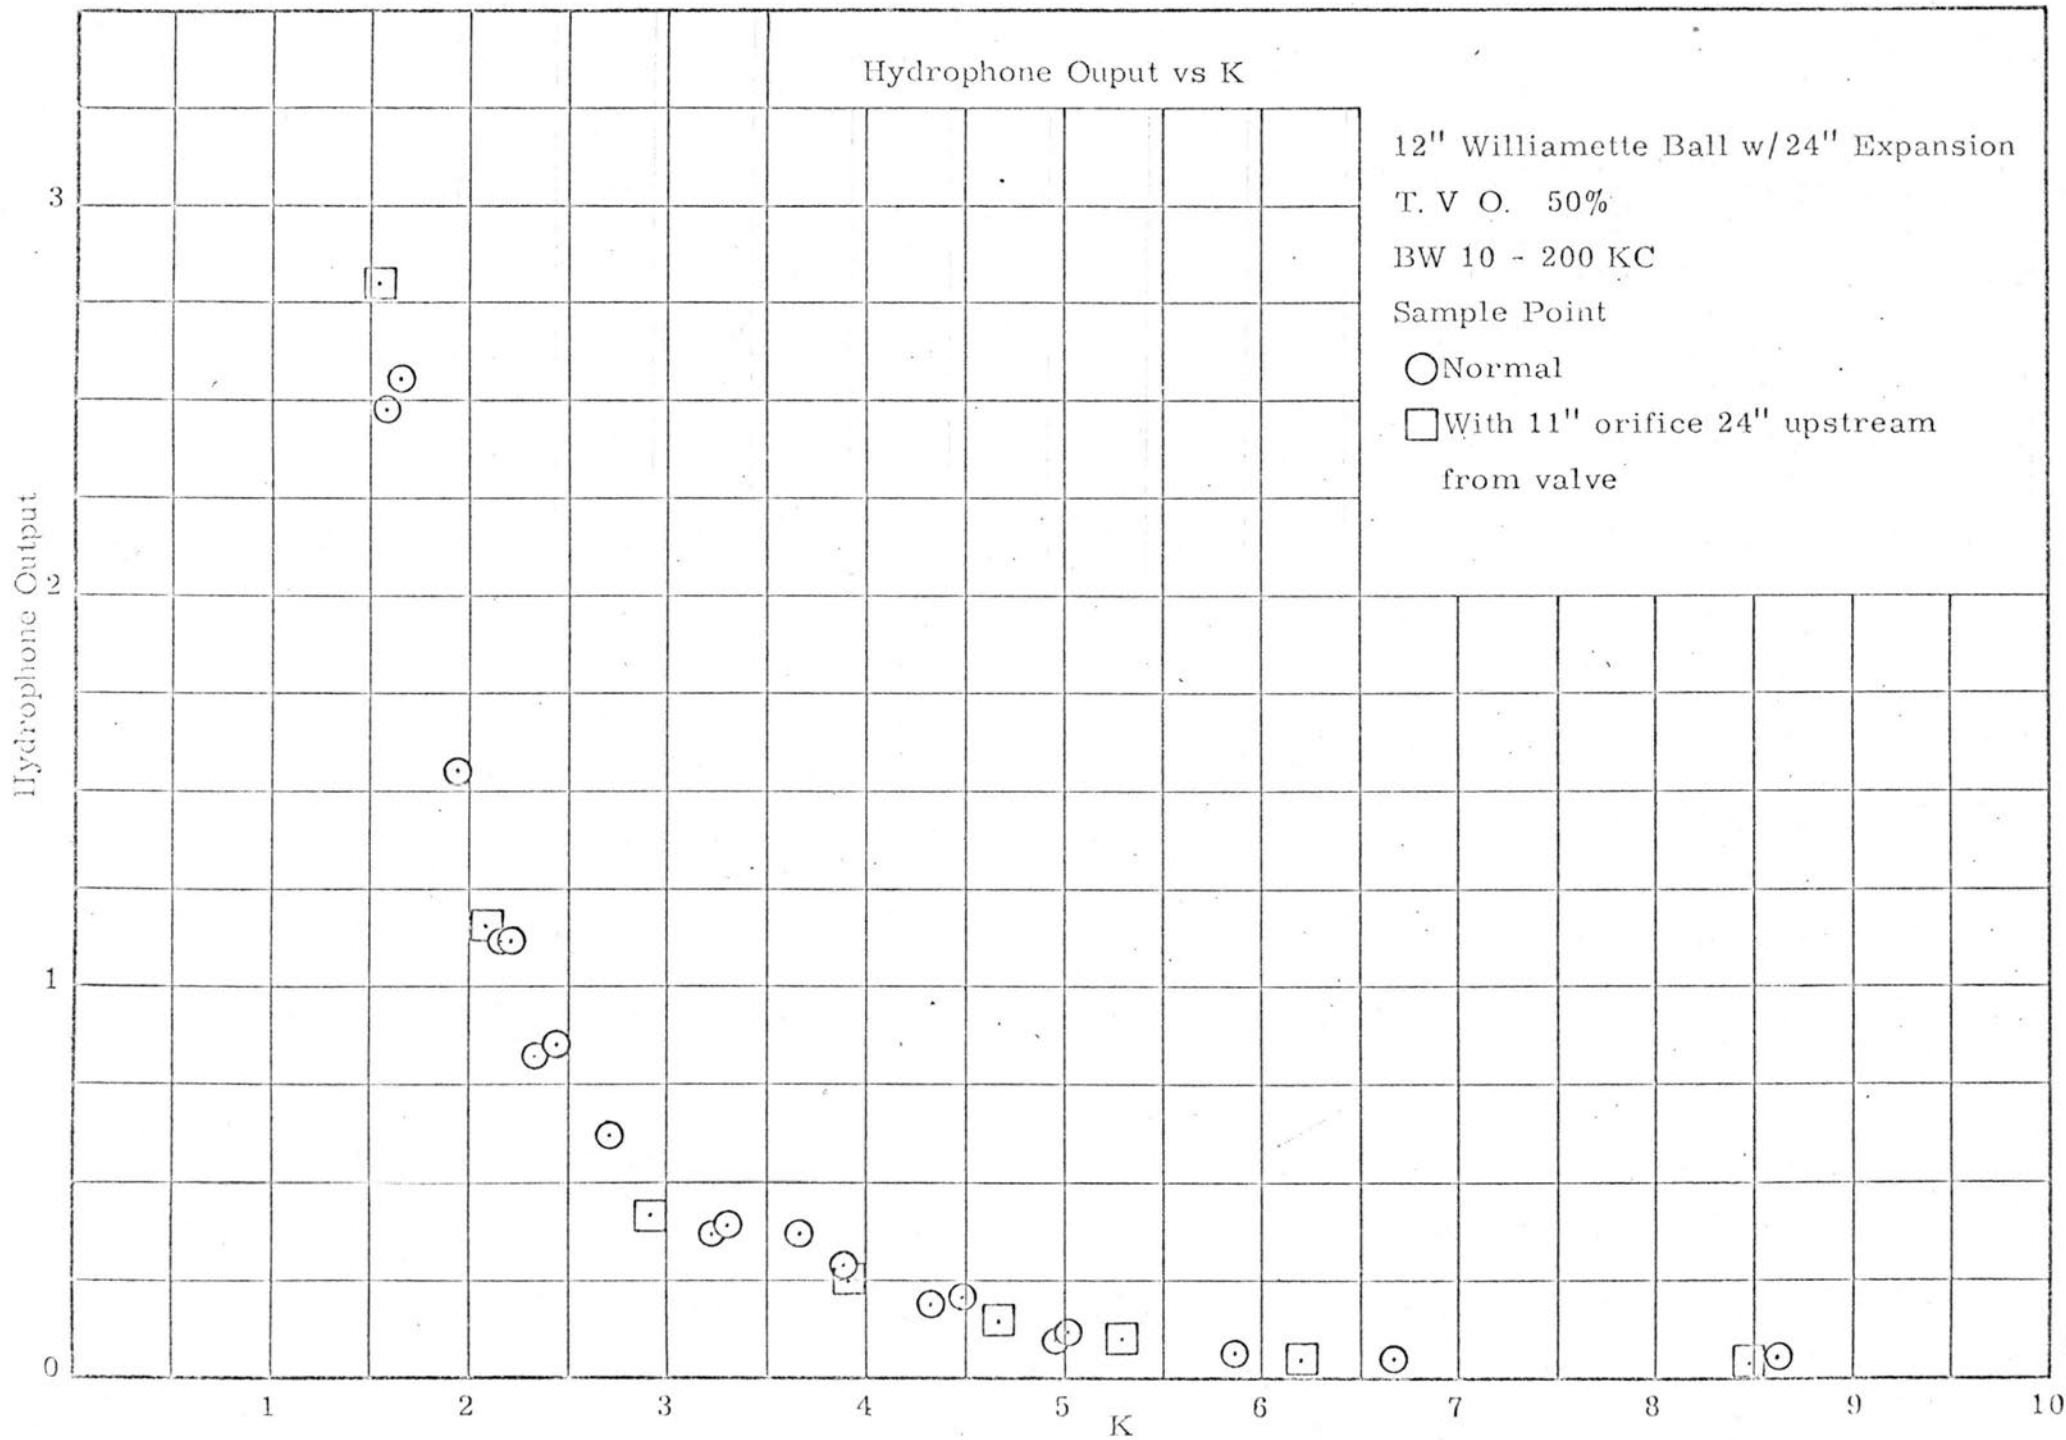 Hydrophone Ouput vs K
12" Williamette Ball w/24" Expansion
T. V O. 50%
BW 10 - 200 KC
Sample Point
Normal
With 11" orifice 24" upstream
from valve
Hydrophone Output
3
2
1
0
1 2 3 4 5 6 7 8 9 10
K